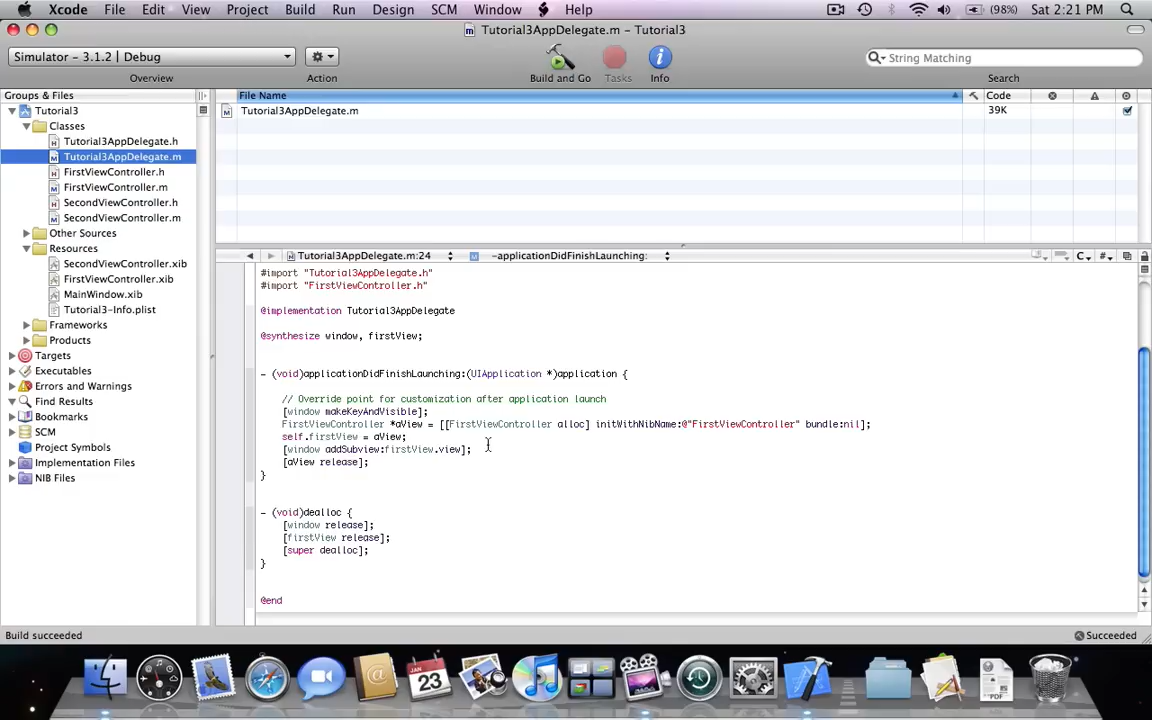 Xcode File Edit View Project Build Run Design SCM Window Help (98%) Sat 2:21 PM
Tutorial3AppDelegate.m – Tutorial3
Simulator - 3.1.2 | Debug
String Matching
Overview Action Build and Go Tasks Info Search
Groups & Files
File Name Code
Tutorial3AppDelegate.m 39K
Tutorial3
Classes
Tutorial3AppDelegate.h
Tutorial3AppDelegate.m
FirstViewController.h
FirstViewController.m
SecondViewController.h
SecondViewController.m
Other Sources
Resources
SecondViewController.xib
FirstViewController.xib
MainWindow.xib
Tutorial3-Info.plist
Frameworks
Products
Targets
Executables
Errors and Warnings
Find Results
Bookmarks
SCM
Project Symbols
Implementation Files
NIB Files
Tutorial3AppDelegate.m:24 -applicationDidFinishLaunching: C #
#import "Tutorial3AppDelegate.h"
#import "FirstViewController.h"
@implementation Tutorial3AppDelegate
@synthesize window, firstView;
- (void)applicationDidFinishLaunching:(UIApplication *)application {
// Override point for customization after application launch
[window makeKeyAndVisible];
FirstViewController *aView = [[FirstViewController alloc] initWithNibName:@"FirstViewController" bundle:nil];
self.firstView = aView;
[window addSubview:firstView.view];
[aView release];
}
- (void)dealloc {
[window release];
[firstView release];
[super dealloc];
}
@end
Build succeeded
Succeeded
JAN
23
PDF